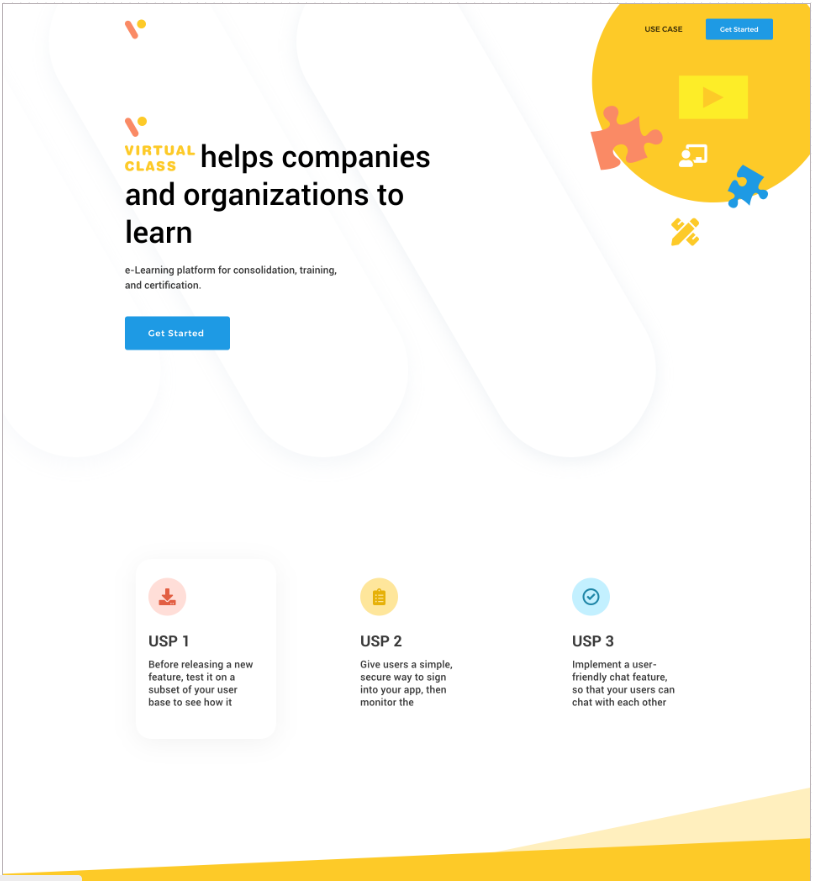 USE CASE
Get Started
VIRTUAL
CLASS helps companies
and organizations to
learn
e-Learning platform for consolidation, training,
and certification.
Get Started
USP 1
Before releasing a new
feature, test it on a
subset of your user
base to see how it
USP 2
Give users a simple,
secure way to sign
into your app, then
monitor the
USP 3
Implement a user-
friendly chat feature,
so that your users can
chat with each other